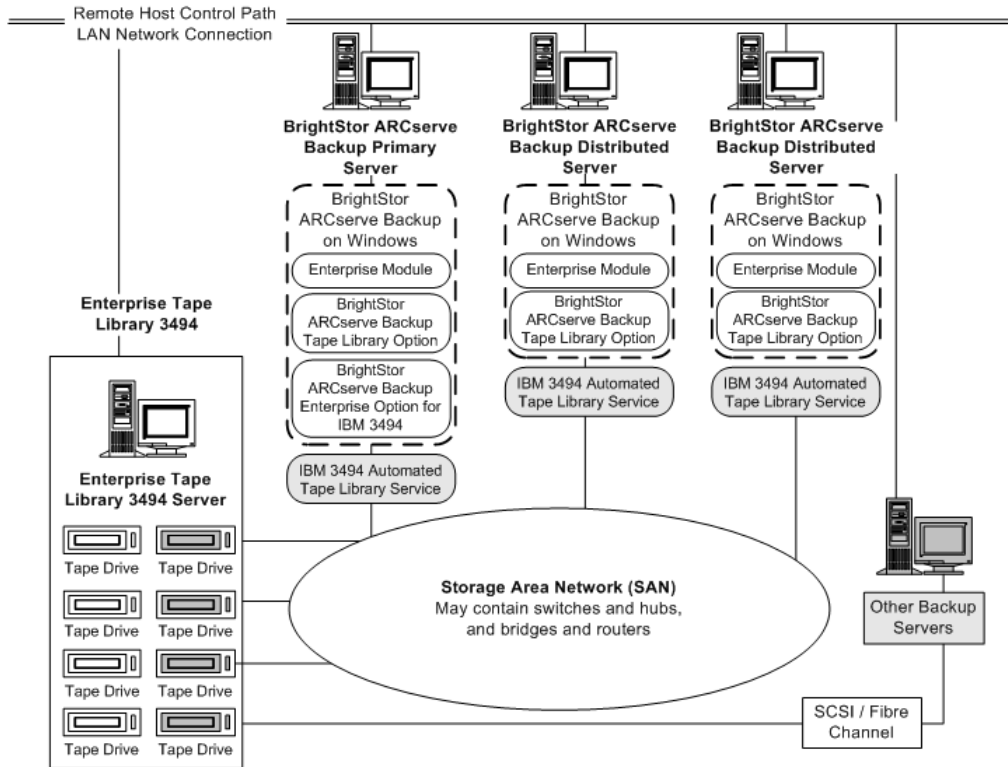 Remote Host Control Path
LAN Network Connection
BrightStor ARCserve
Backup Primary
Server
BrightStor
ARCserve Backup
on Windows
Enterprise Module
BrightStor
ARCserve Backup
Tape Library Option
BrightStor
ARCserve Backup
Enterprise Option for
IBM 3494
IBM 3494 Automated
Tape Library Service
BrightStor ARCserve
Backup Distributed
Server
BrightStor
ARCserve Backup
on Windows
Enterprise Module
BrightStor
ARCserve Backup
Tape Library Option
IBM 3494 Automated
Tape Library Service
BrightStor ARCserve
Backup Distributed
Server
BrightStor
ARCserve Backup
on Windows
Enterprise Module
BrightStor
ARCserve Backup
Tape Library Option
IBM 3494 Automated
Tape Library Service
Enterprise Tape
Library 3494
Enterprise Tape
Library 3494 Server
Tape Drive
Tape Drive
Tape Drive
Tape Drive
Tape Drive
Tape Drive
Tape Drive
Tape Drive
Storage Area Network (SAN)
May contain switches and hubs,
and bridges and routers
Other Backup
Servers
SCSI / Fibre
Channel